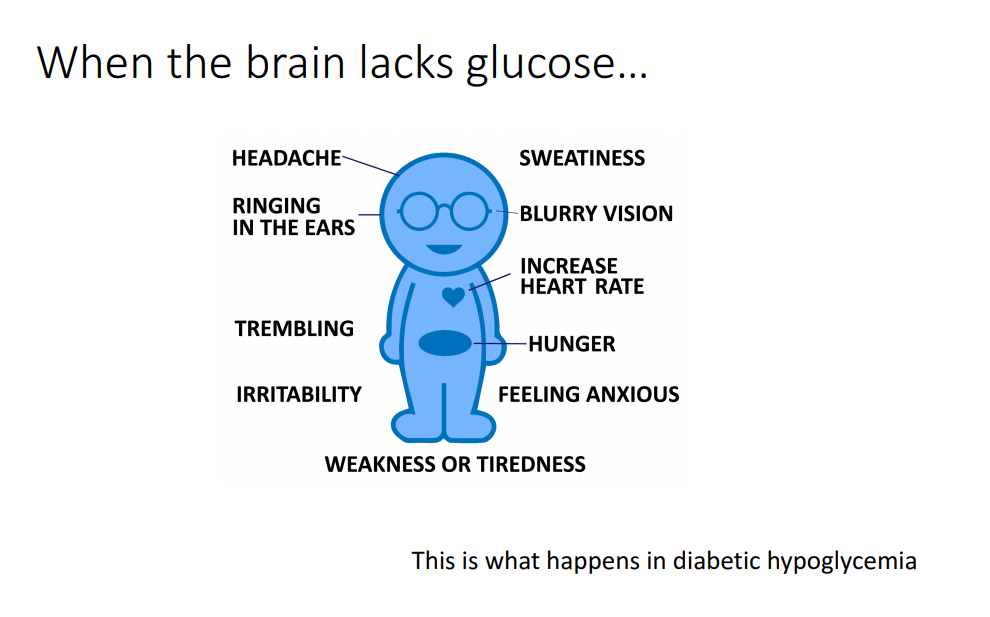 When the brain lacks glucose…
HEADACHE
SWEATINESS
RINGING
IN THE EARS
BLURRY VISION
INCREASE
HEART RATE
TREMBLING
HUNGER
IRRITABILITY
FEELING ANXIOUS
WEAKNESS OR TIREDNESS
This is what happens in diabetic hypoglycemia